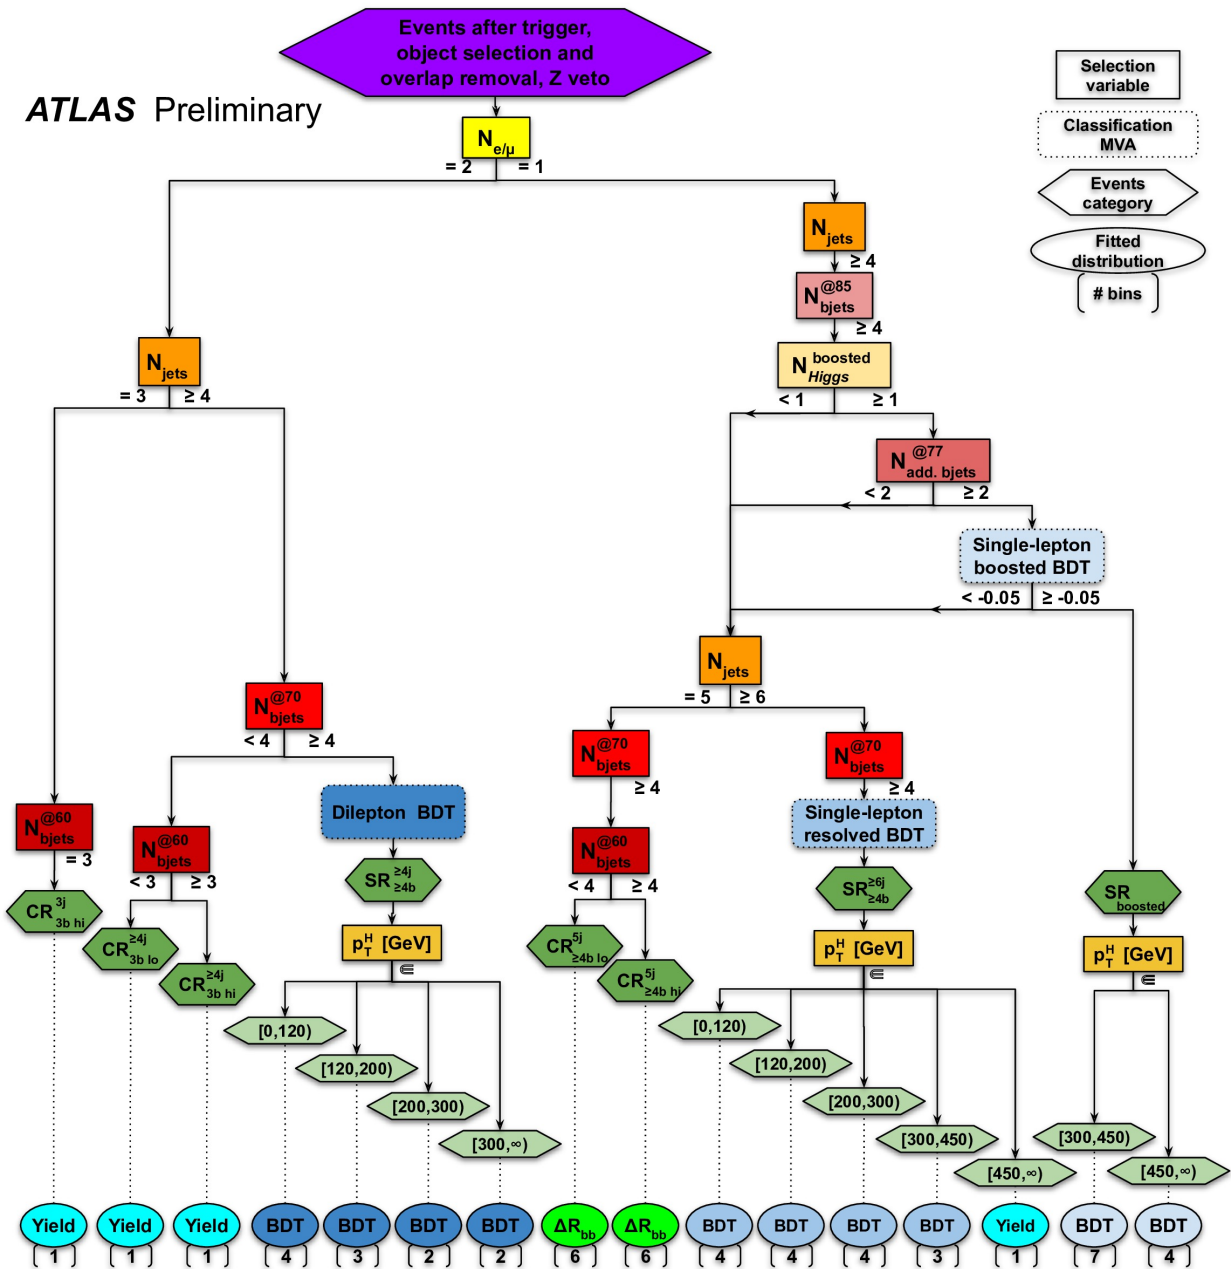 Events after trigger,
object selection and
overlap removal, Z veto
ATLAS Preliminary
Selection
variable
Classification
MVA
Events
category
Fitted
distribution
# bins
N e/μ
= 2 = 1
N jets
≥ 4
N @85 bjets
≥ 4
N boosted Higgs
< 1 ≥ 1
N jets
= 3 ≥ 4
N @77 add. bjets
< 2 ≥ 2
Single-lepton
boosted BDT
< -0.05 ≥ -0.05
N jets
= 5 ≥ 6
N @70 bjets
< 4 ≥ 4
N @70 bjets
≥ 4
N @70 bjets
≥ 4
Dilepton BDT
Single-lepton
resolved BDT
N @60 bjets
= 3
N @60 bjets
< 3 ≥ 3
N @60 bjets
< 4 ≥ 4
SR ≥4j ≥4b
SR ≥6j ≥4b
SR boosted
CR 3j 3b hi
CR ≥4j 3b lo
CR ≥4j 3b hi
CR 5j ≥4b lo
CR 5j ≥4b hi
p H T [GeV]
∈
p H T [GeV]
∈
p H T [GeV]
∈
[0,120)
[120,200)
[200,300)
[300,∞)
[0,120)
[120,200)
[200,300)
[300,450)
[450,∞)
[300,450)
[450,∞)
Yield Yield Yield BDT BDT BDT BDT ΔR bb ΔR bb BDT BDT BDT BDT Yield BDT BDT
1 1 1 4 3 2 2 6 6 4 4 4 3 1 7 4